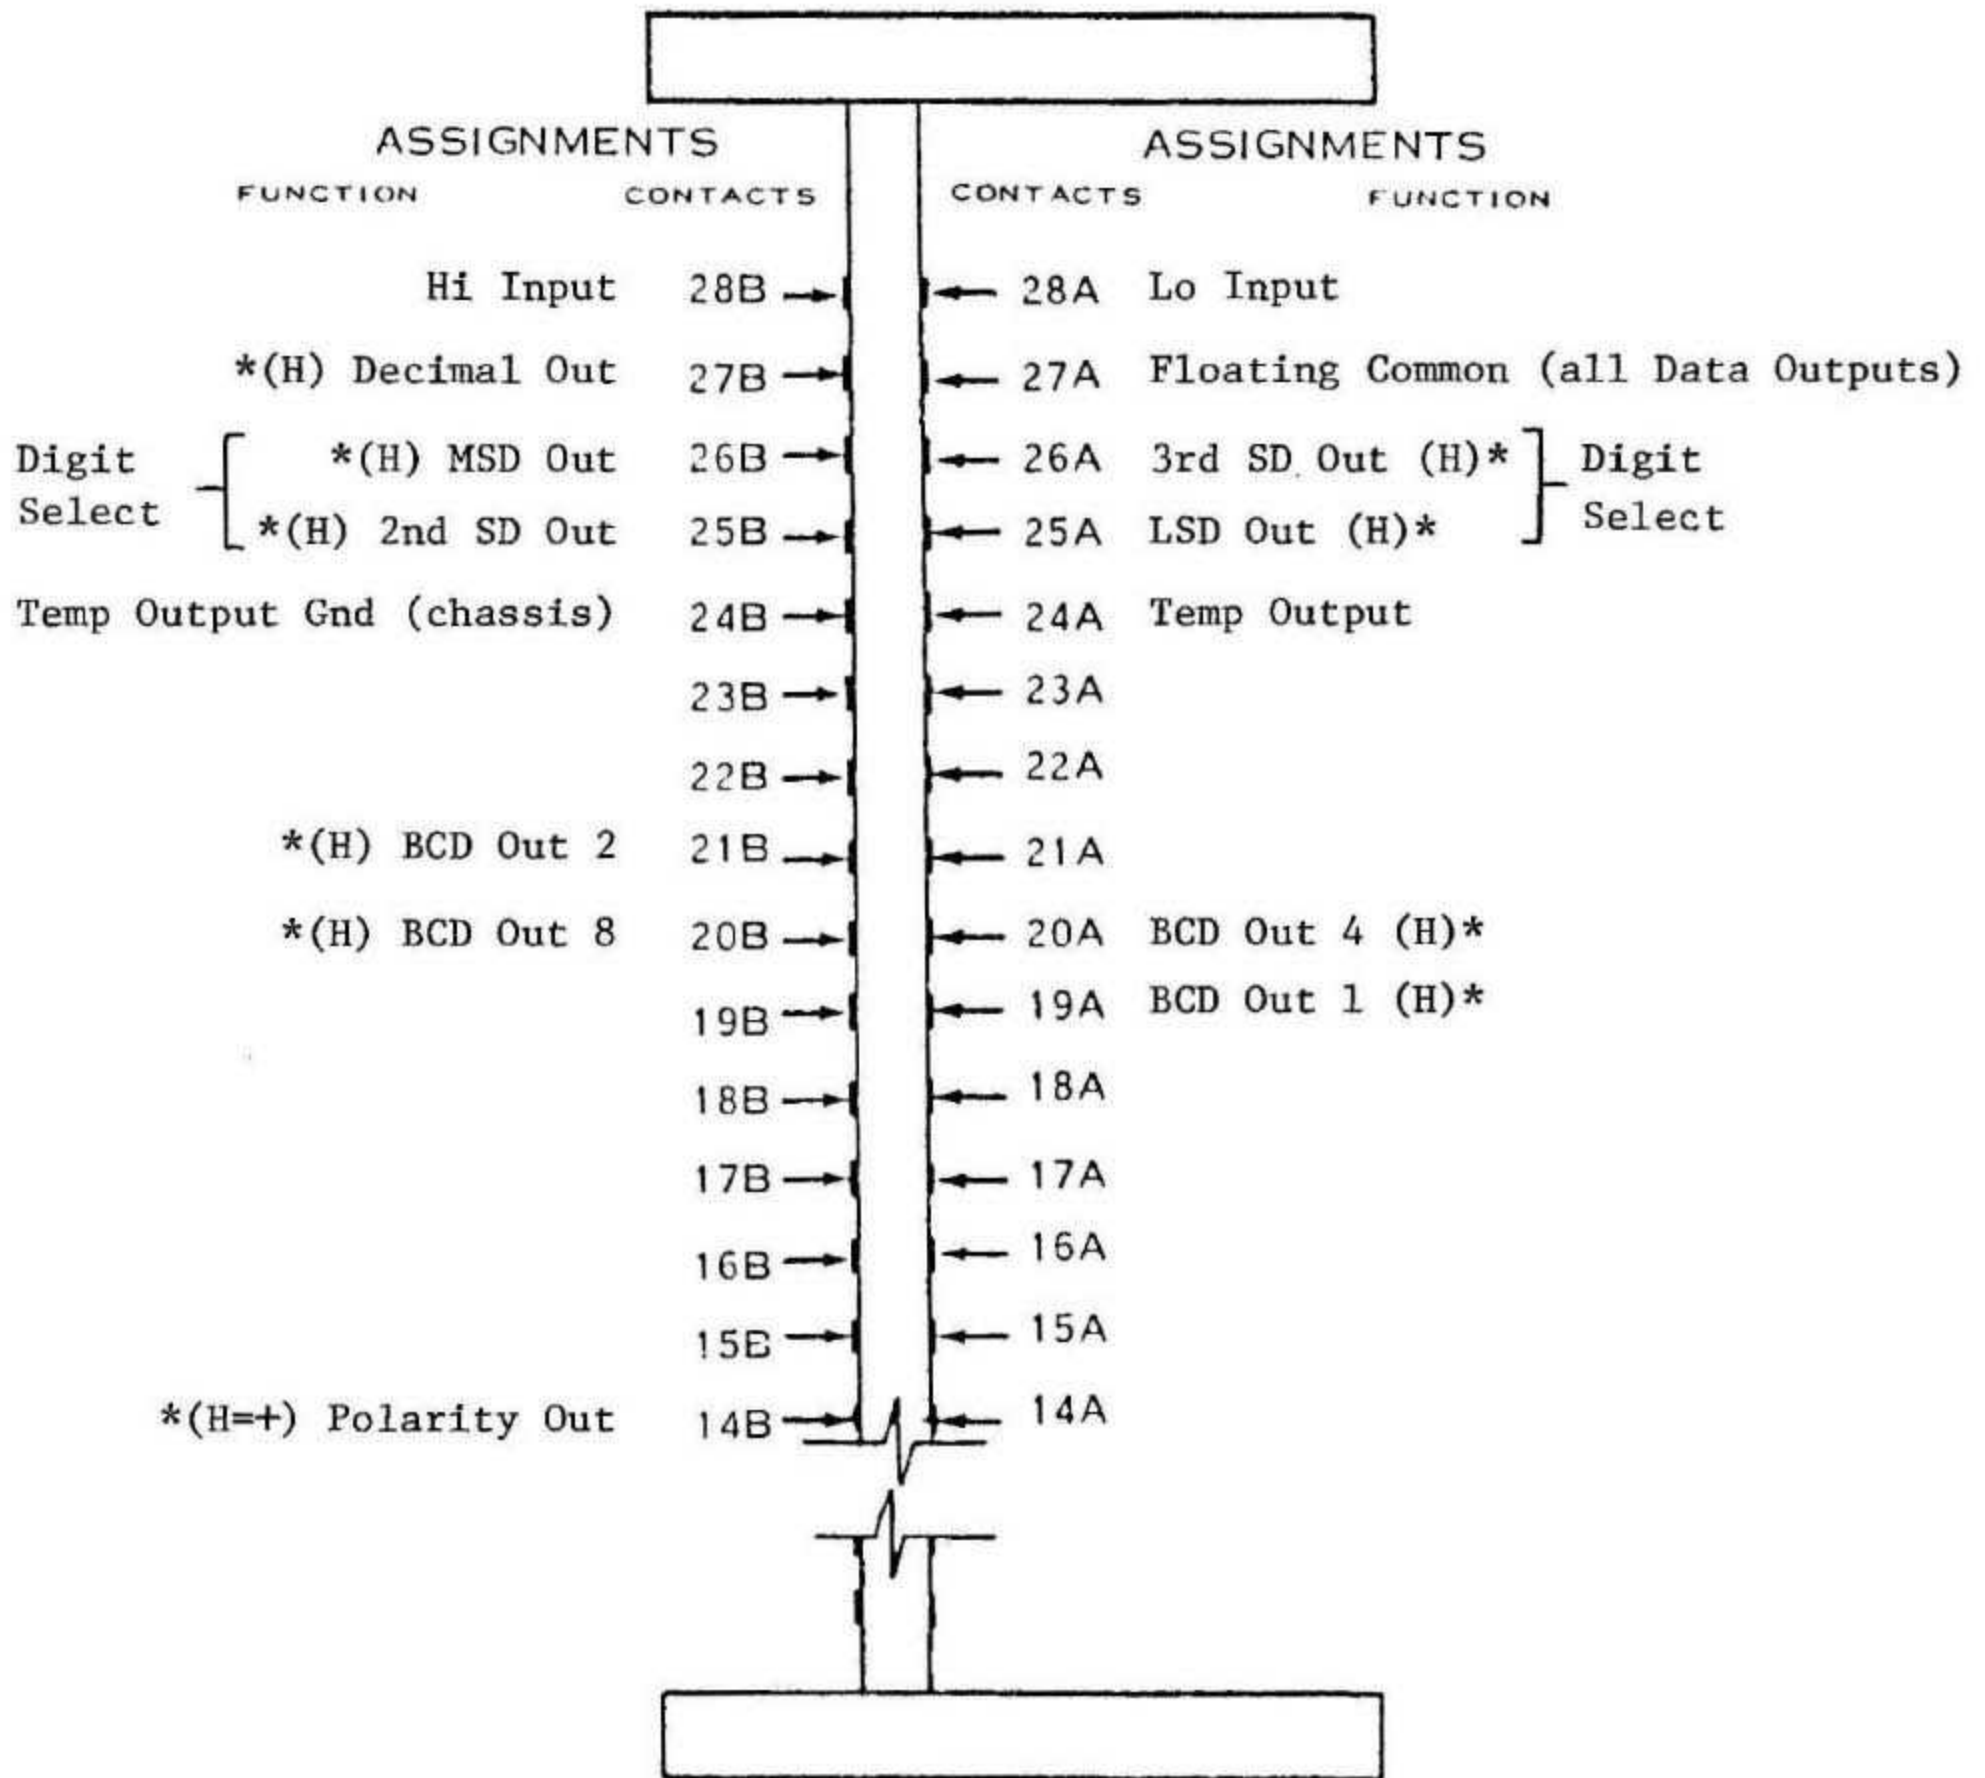 ASSIGNMENTS ASSIGNMENTS
FUNCTION CONTACTS CONTACTS FUNCTION
Hi Input 28B 28A Lo Input
*(H) Decimal Out 27B 27A Floating Common (all Data Outputs)
Digit Select *(H) MSD Out 26B 26A 3rd SD Out (H)* Digit Select
*(H) 2nd SD Out 25B 25A LSD Out (H)*
Temp Output Gnd (chassis) 24B 24A Temp Output
23B 23A
22B 22A
*(H) BCD Out 2 21B 21A
*(H) BCD Out 8 20B 20A BCD Out 4 (H)*
19B 19A BCD Out 1 (H)*
18B 18A
17B 17A
16B 16A
15B 15A
*(H=+) Polarity Out 14B 14A